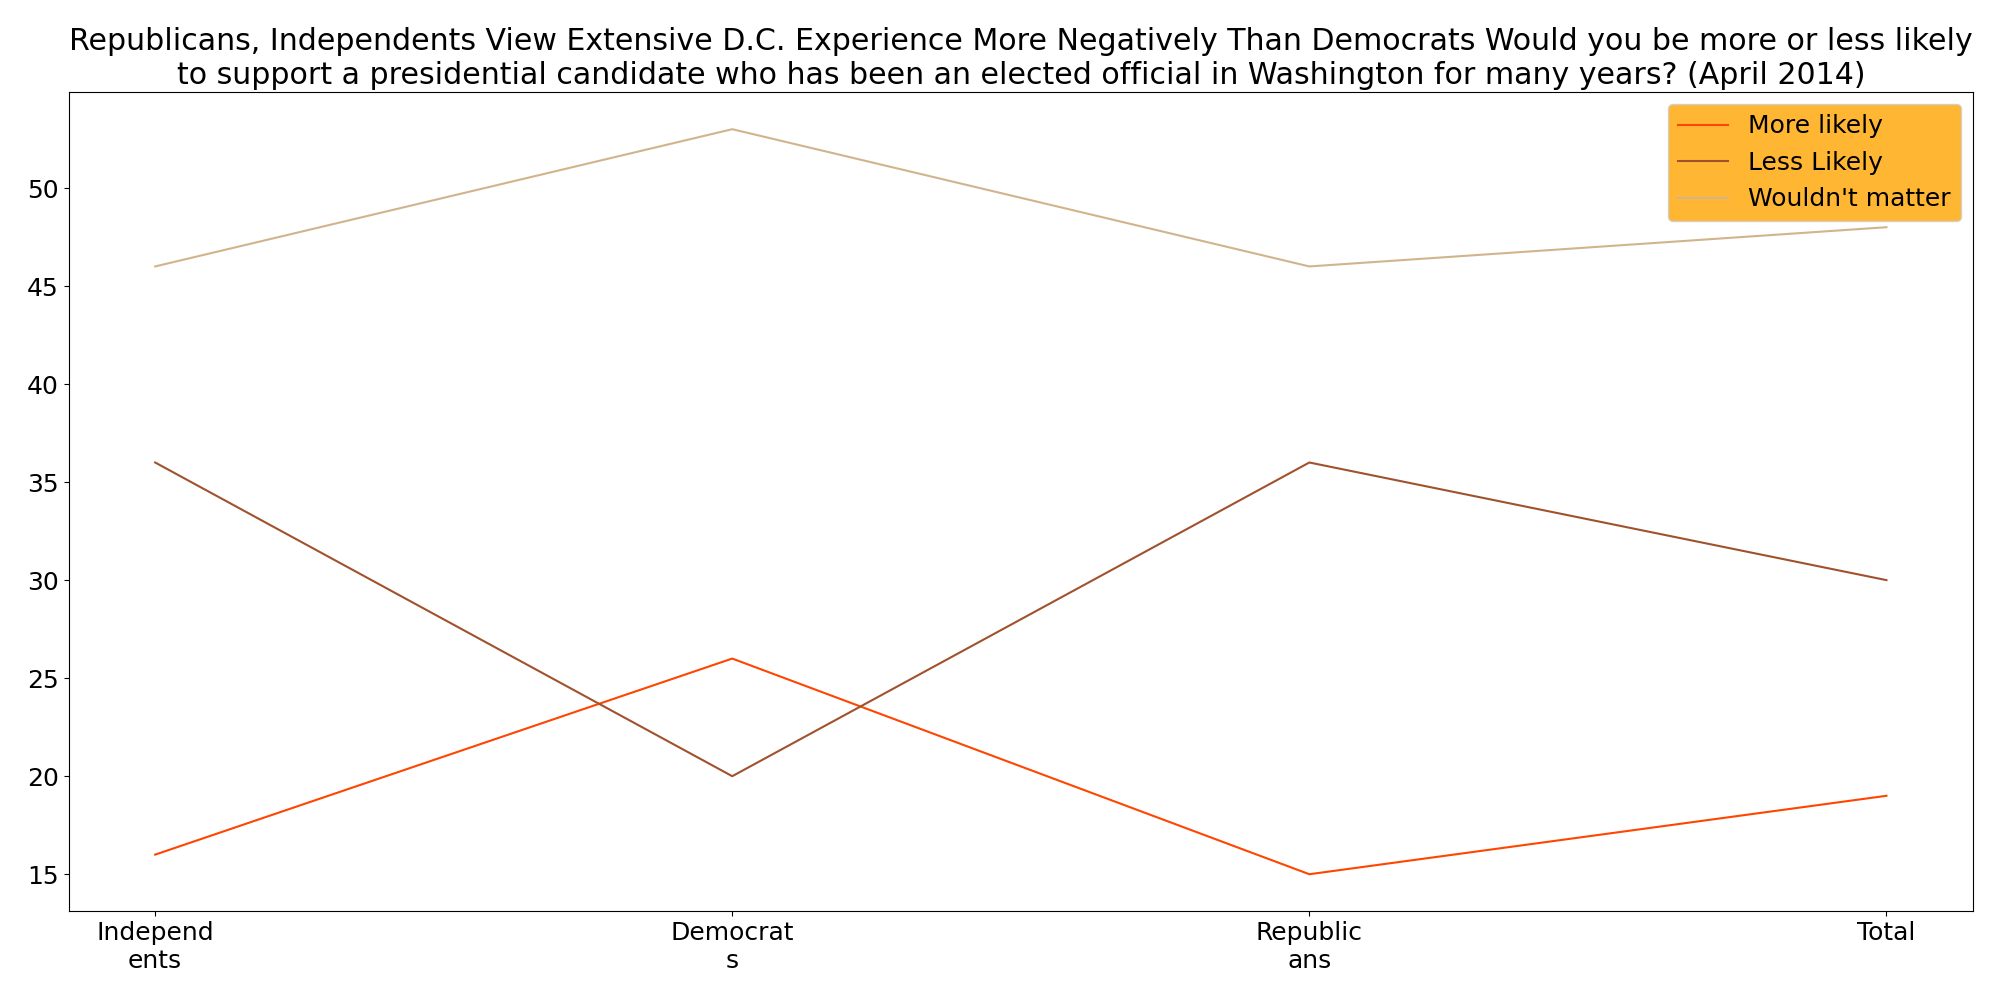 Republicans, Independents View Extensive D.C. Experience More Negatively Than Democrats Would you be more or less likely
to support a presidential candidate who has been an elected official in Washington for many years? (April 2014)
More likely
Less Likely
Wouldn't matter
50
45
40
35
30
25
20
15
Independ
ents
Democrat
s
Republic
ans
Total